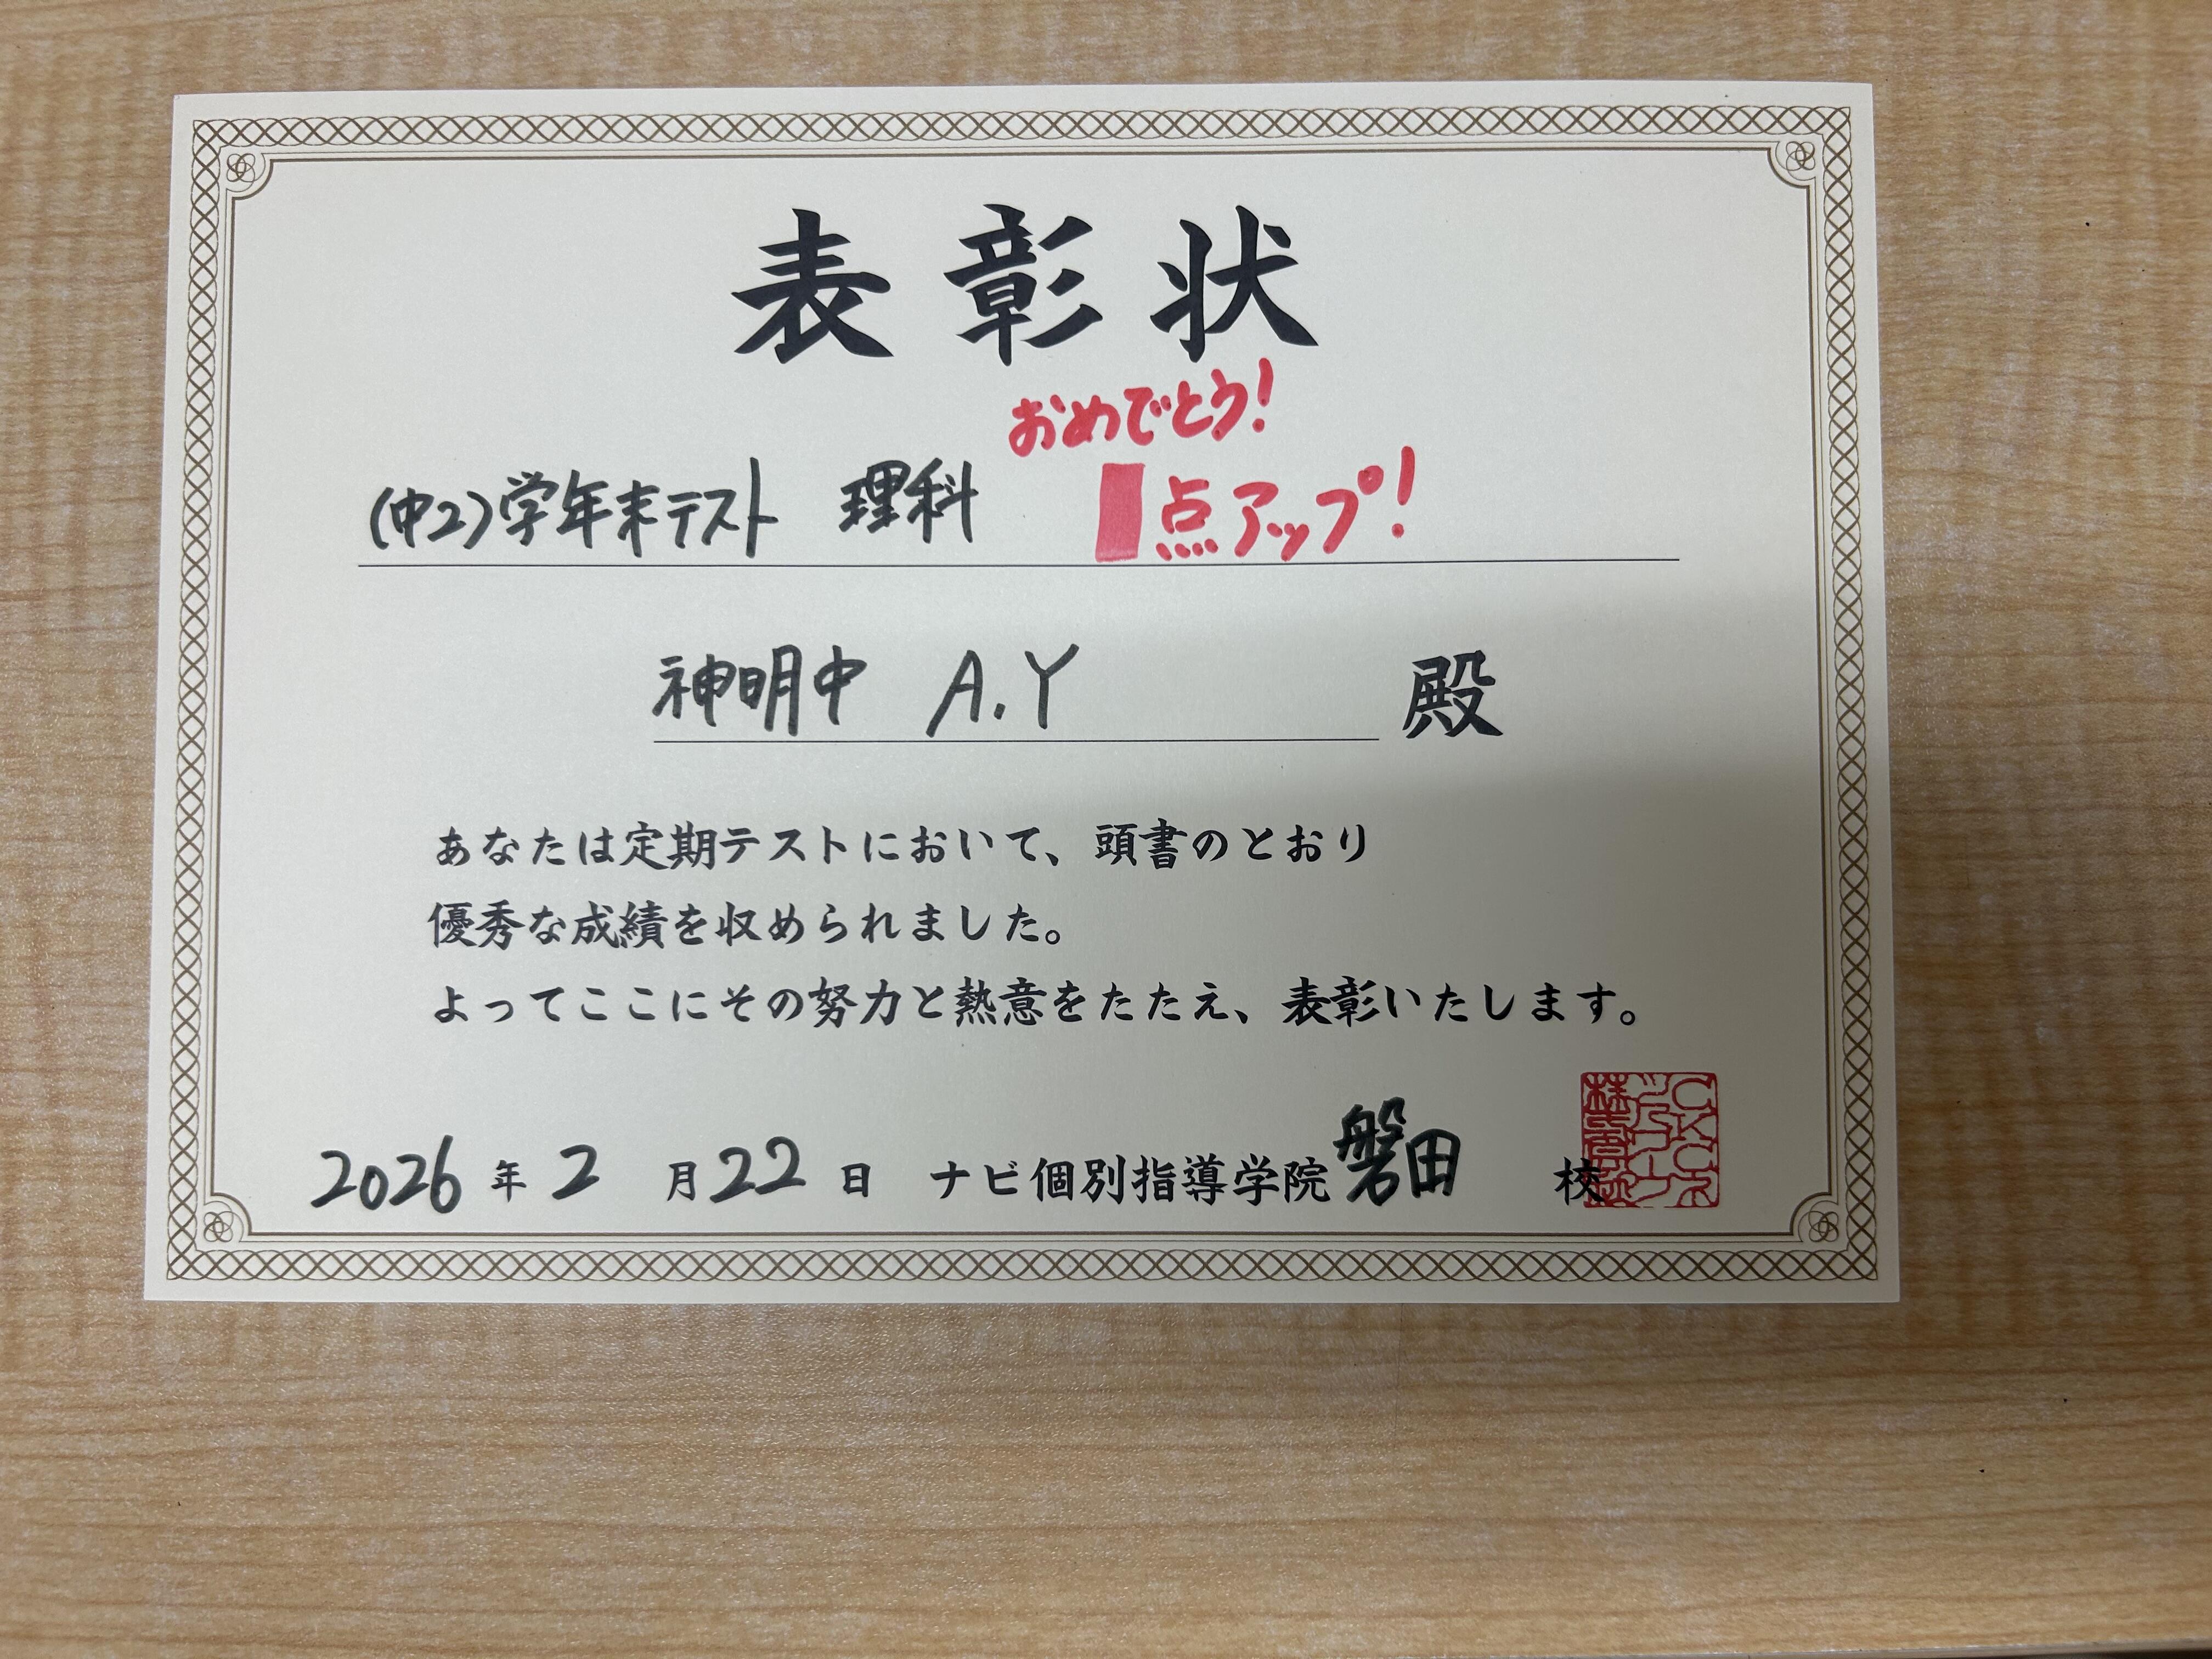 表彰状
おめでとう!
(中2)学年末テスト 理科 点アップ!
神明中 A.Y 殿
あなたは定期テストにおいて、頭書のとおり
優秀な成績を収められました。
よってここにその努力と熱意をたたえ、表彰いたします。
2026年2月22日 ナビ個別指導学院磐田校